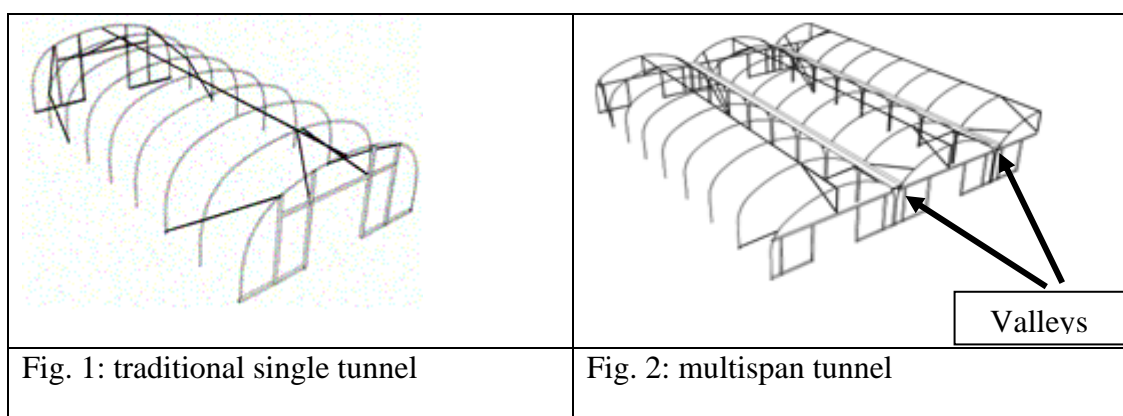 Valleys
Fig. 1: traditional single tunnel
Fig. 2: multispan tunnel